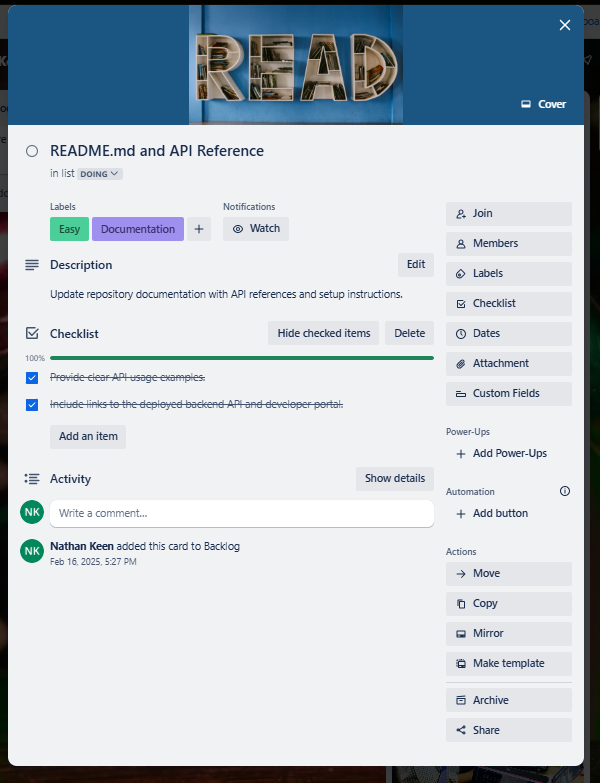 READ
Cover
README.md and API Reference
in list DOING
Labels
Notifications
Easy Documentation
Watch
Description
Edit
Update repository documentation with API references and setup instructions.
Checklist
Hide checked items
Delete
100%
Provide clear API usage examples.
Include links to the deployed backend API and developer portal.
Add an item
Activity
Show details
NK
Write a comment...
NK
Nathan Keen added this card to Backlog
Feb 16, 2025, 5:27 PM
Join
Members
Labels
Checklist
Dates
Attachment
Custom Fields
Power-Ups
Add Power-Ups
Automation
Add button
Actions
Move
Copy
Mirror
Make template
Archive
Share